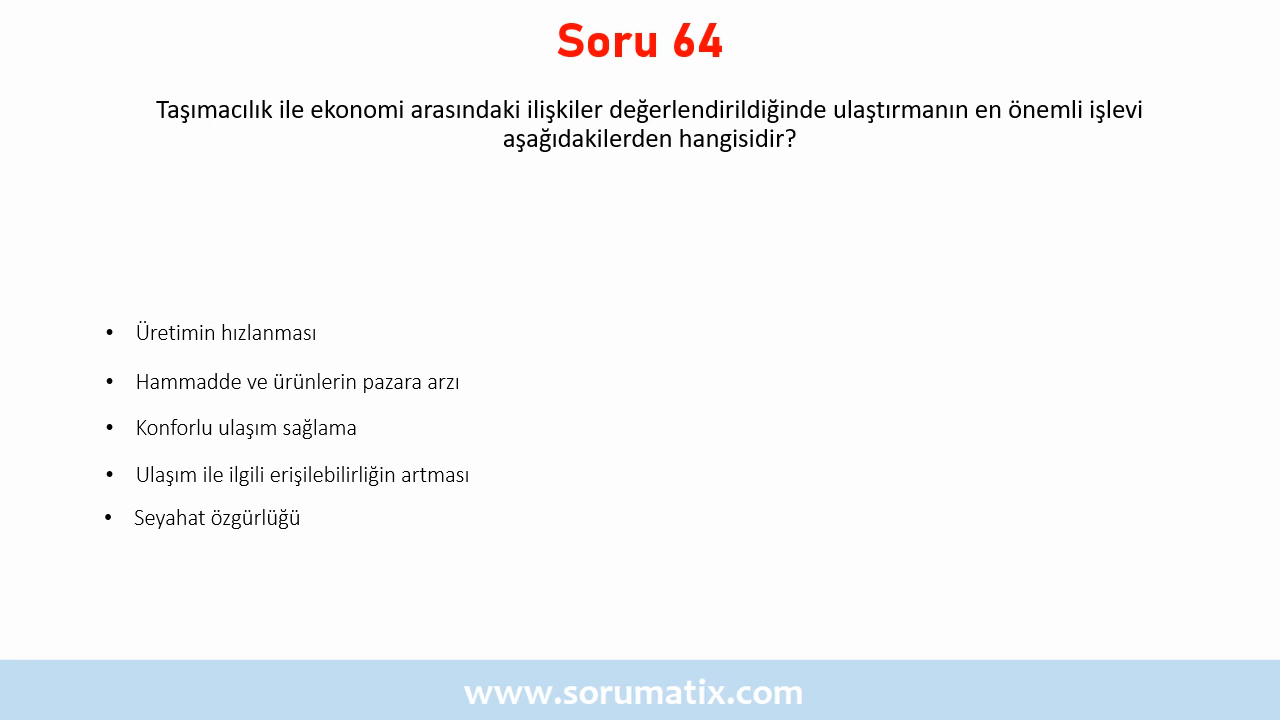 Soru 64
Taşımacılık ile ekonomi arasındaki ilişkiler değerlendirildiğinde ulaştırmanın en önemli işlevi
aşağıdakilerden hangisidir?
• Üretimin hızlanması
• Hammadde ve ürünlerin pazara arzı
• Konforlu ulaşım sağlama
• Ulaşım ile ilgili erişilebilirliğin artması
• Seyahat özgürlüğü
www.sorumatix.com